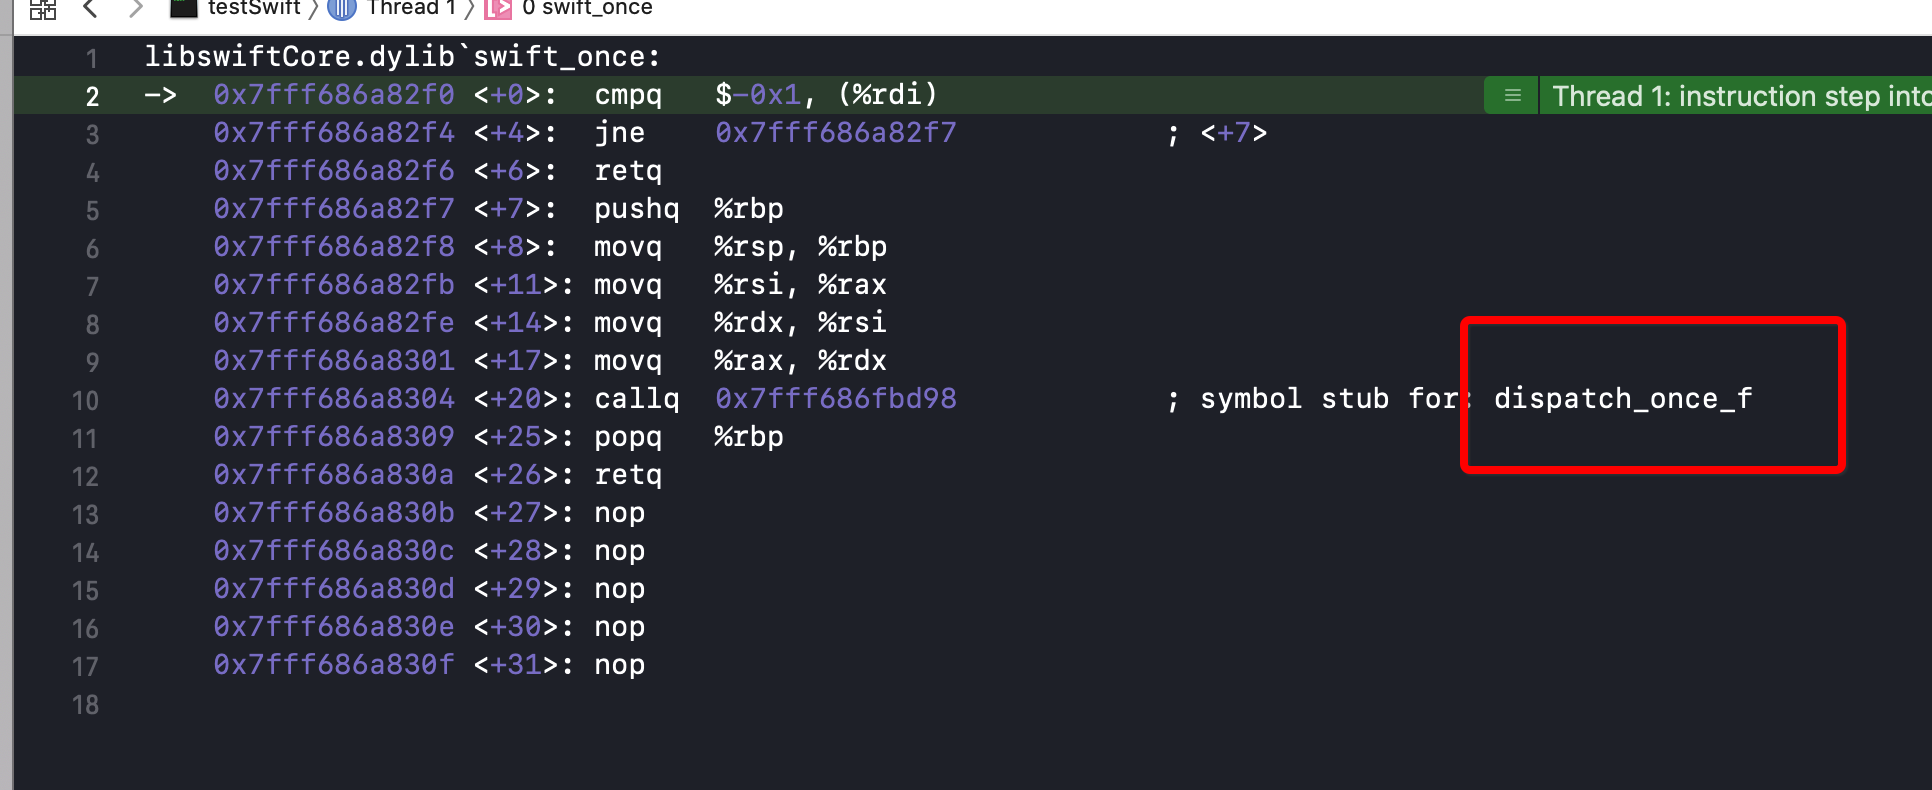 testSwift 〉 Thread 1 〉 0 swift_once
1 libswiftCore.dylib`swift_once:
2 -> 0x7fff686a82f0 <+0>: cmpq $-0x1, (%rdi) Thread 1: instruction step into
3 0x7fff686a82f4 <+4>: jne 0x7fff686a82f7 ; <+7>
4 0x7fff686a82f6 <+6>: retq
5 0x7fff686a82f7 <+7>: pushq %rbp
6 0x7fff686a82f8 <+8>: movq %rsp, %rbp
7 0x7fff686a82fb <+11>: movq %rsi, %rax
8 0x7fff686a82fe <+14>: movq %rdx, %rsi
9 0x7fff686a8301 <+17>: movq %rax, %rdx
10 0x7fff686a8304 <+20>: callq 0x7fff686fbd98 ; symbol stub for: dispatch_once_f
11 0x7fff686a8309 <+25>: popq %rbp
12 0x7fff686a830a <+26>: retq
13 0x7fff686a830b <+27>: nop
14 0x7fff686a830c <+28>: nop
15 0x7fff686a830d <+29>: nop
16 0x7fff686a830e <+30>: nop
17 0x7fff686a830f <+31>: nop
18